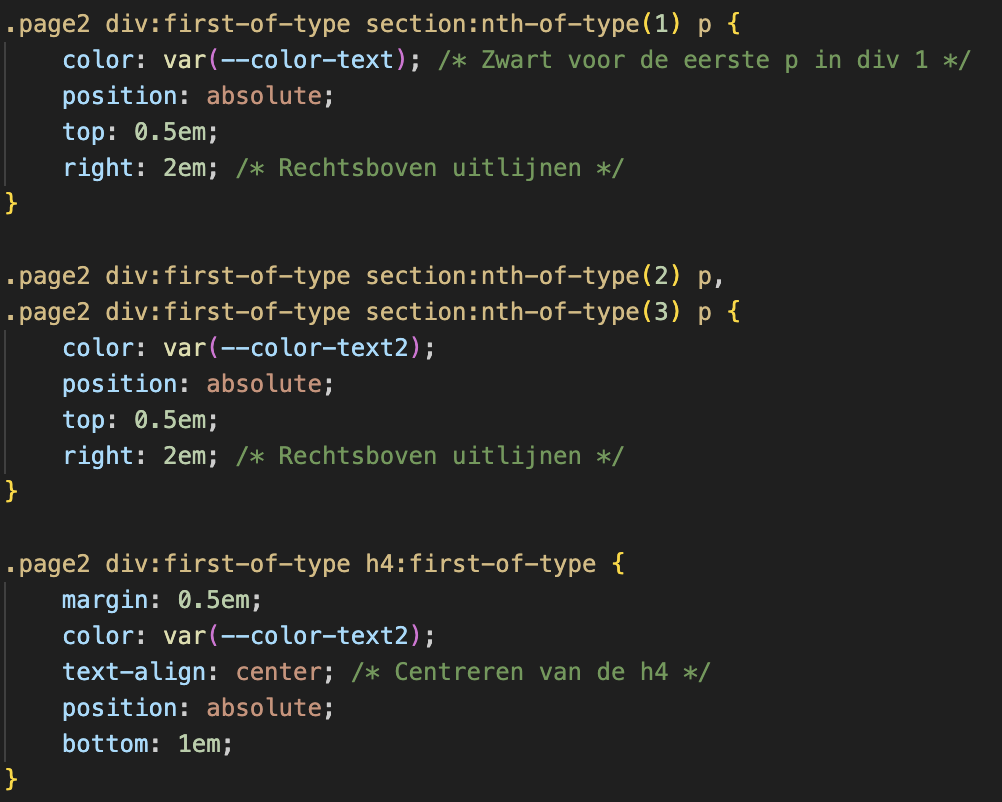 .page2 div:first-of-type section:nth-of-type(1) p {
    color: var(--color-text); /* Zwart voor de eerste p in div 1 */
    position: absolute;
    top: 0.5em;
    right: 2em; /* Rechtsboven uitlijnen */
}

.page2 div:first-of-type section:nth-of-type(2) p,
.page2 div:first-of-type section:nth-of-type(3) p {
    color: var(--color-text2);
    position: absolute;
    top: 0.5em;
    right: 2em; /* Rechtsboven uitlijnen */
}

.page2 div:first-of-type h4:first-of-type {
    margin: 0.5em;
    color: var(--color-text2);
    text-align: center; /* Centreren van de h4 */
    position: absolute;
    bottom: 1em;
}